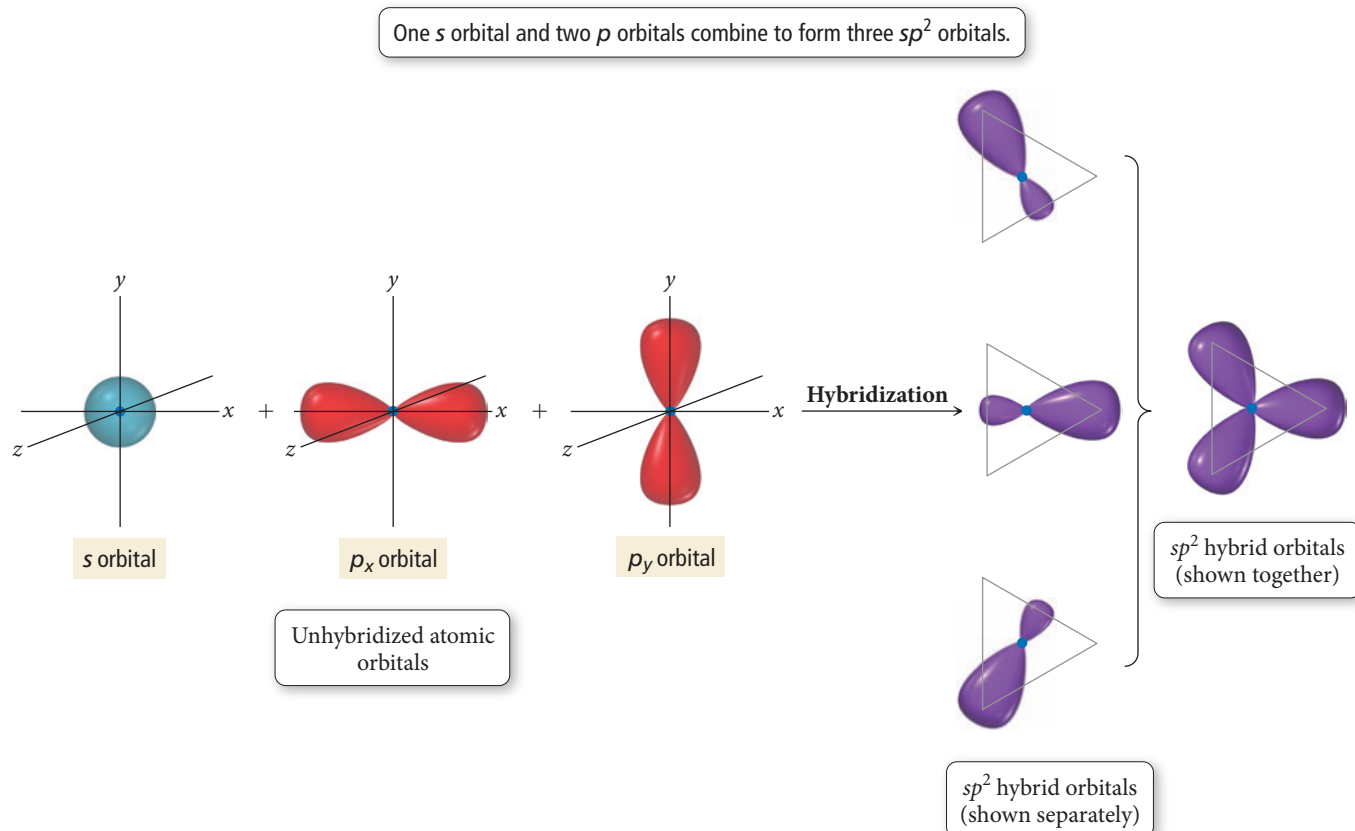 One s orbital and two p orbitals combine to form three sp² orbitals.
y
x
z
+
y
x
z
+
y
x
z
Hybridization
s orbital
pₓ orbital
p_y orbital
Unhybridized atomic
orbitals
sp² hybrid orbitals
(shown together)
sp² hybrid orbitals
(shown separately)